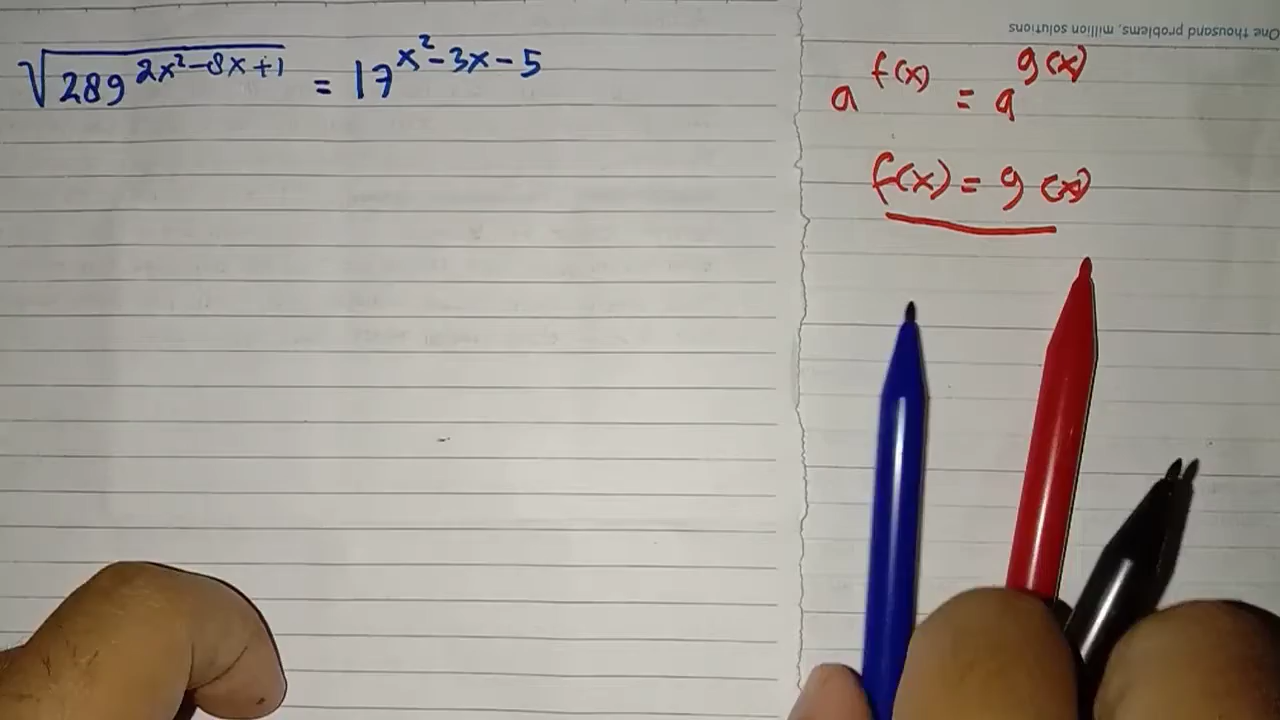 √289^(2x²-8x+1) = 17^(x²-3x-5)
One thousand problems, million solutions
a^f(x) = a^g(x)
f(x) = g(x)